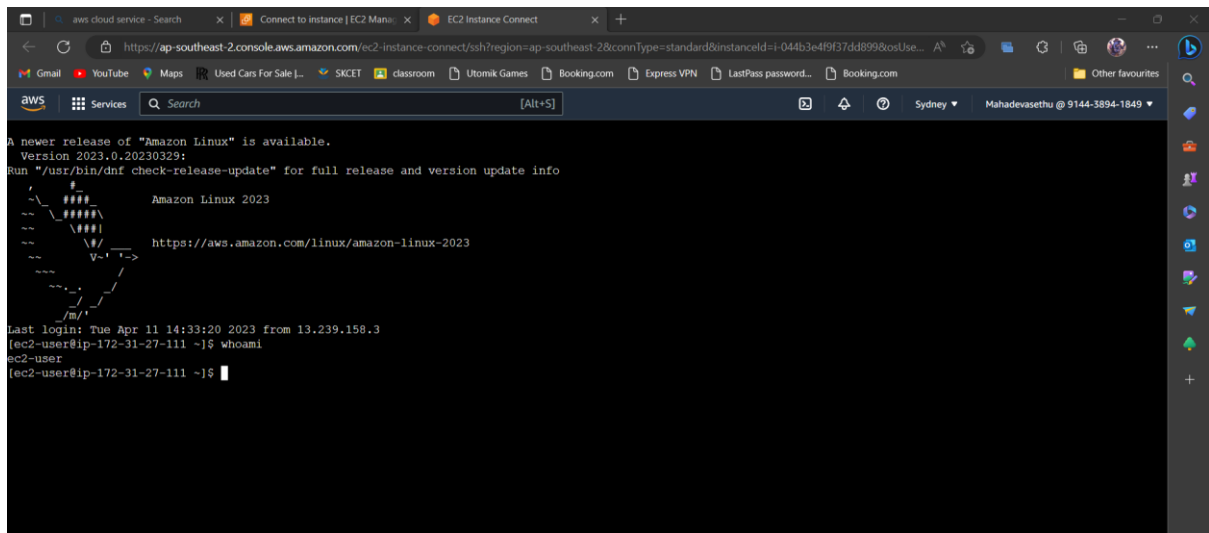 aws cloud service - Search
Connect to instance | EC2 Manag
EC2 Instance Connect
https://ap-southeast-2.console.aws.amazon.com/ec2-instance-connect/ssh?region=ap-southeast-2&connType=standard&instanceId=i-044b3e4f9f37dd899&osUse...
Gmail YouTube Maps Used Cars For Sale |... SKCET classroom Utomik Games Booking.com Express VPN LastPass password... Booking.com Other favourites
aws Services Search [Alt+S] Sydney Mahadevasethu @ 9144-3894-1849
A newer release of "Amazon Linux" is available.
Version 2023.0.20230329:
Run "/usr/bin/dnf check-release-update" for full release and version update info
,     #_
~\_  ####_        Amazon Linux 2023
~~  \_#####\
~~     \###|
~~       \#/ ___   https://aws.amazon.com/linux/amazon-linux-2023
~~       V~' '->
~~~         /
~~._.   _/
_/ _/
_/m/'
Last login: Tue Apr 11 14:33:20 2023 from 13.239.158.3
[ec2-user@ip-172-31-27-111 ~]$ whoami
ec2-user
[ec2-user@ip-172-31-27-111 ~]$